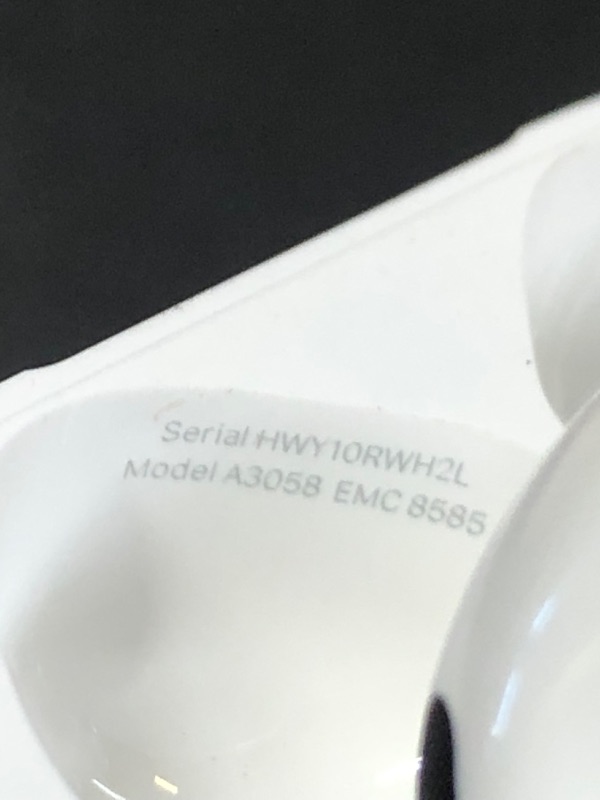 Serial HWY10RWH2L
Model A3058 EMC 8585